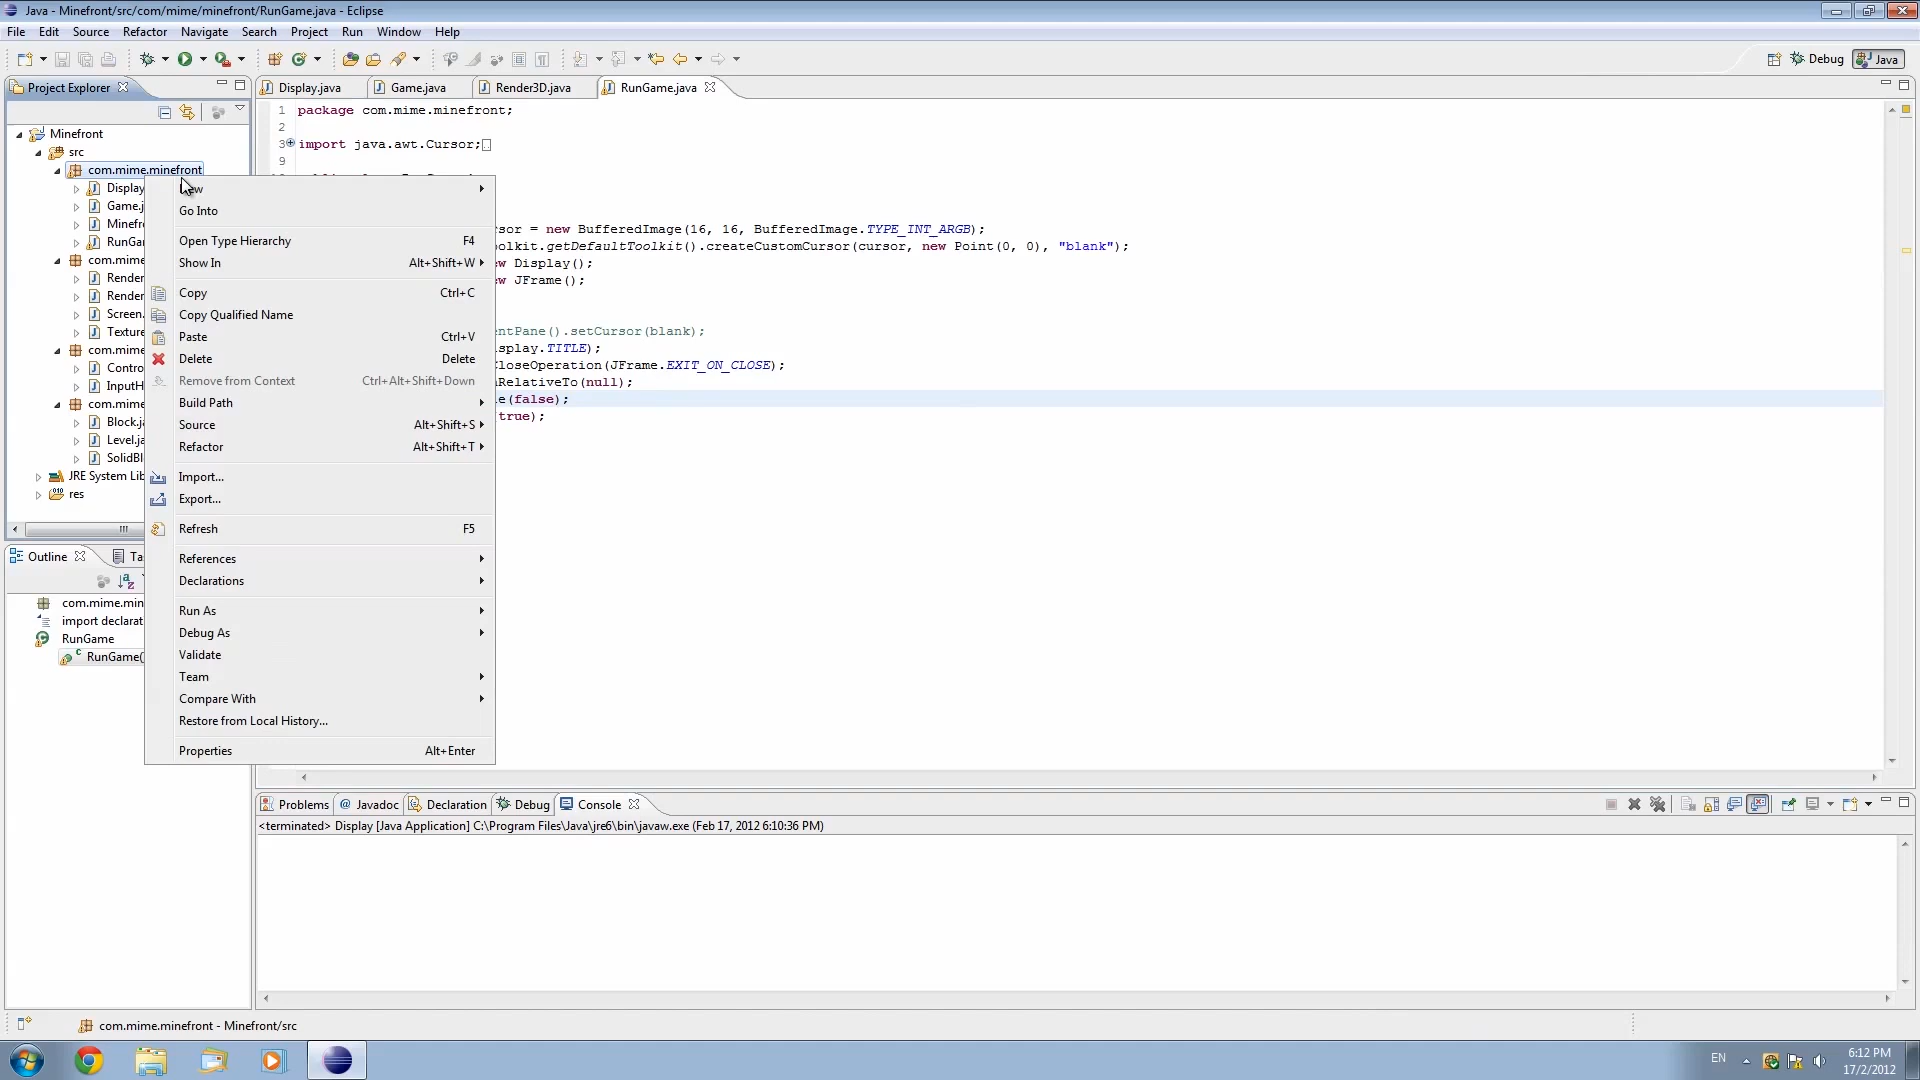 Java - Minefront/src/com/mime/minefront/RunGame.java - Eclipse
File Edit Source Refactor Navigate Search Project Run Window Help
Debug Java
Project Explorer
Display.java Game.java Render3D.java RunGame.java
Minefront
src
com.mime.minefront
Display
Game.j
Minefr
RunGa
com.mime
Render
Render
Screen.
Texture
com.mime
Contro
InputH
com.mime
Block.j
Level.ja
SolidBl
JRE System Lib
res
Go Into
Open Type Hierarchy F4
Show In Alt+Shift+W
Copy Ctrl+C
Copy Qualified Name
Paste Ctrl+V
Delete Delete
Remove from Context Ctrl+Alt+Shift+Down
Build Path
Source Alt+Shift+S
Refactor Alt+Shift+T
Import...
Export...
Refresh F5
References
Declarations
Run As
Debug As
Validate
Team
Compare With
Restore from Local History...
Properties Alt+Enter
1 package com.mime.minefront;
2
3 import java.awt.Cursor;
9
sor = new BufferedImage(16, 16, BufferedImage.TYPE_INT_ARGB);
olkit.getDefaultToolkit().createCustomCursor(cursor, new Point(0, 0), "blank");
w Display();
w JFrame();
entPane().setCursor(blank);
splay.TITLE);
CloseOperation(JFrame.EXIT_ON_CLOSE);
nRelativeTo(null);
e(false);
true);
Outline Ta
com.mime.min
import declarat
RunGame
RunGame(
Problems Javadoc Declaration Debug Console
<terminated> Display [Java Application] C:\Program Files\Java\jre6\bin\javaw.exe (Feb 17, 2012 6:10:36 PM)
com.mime.minefront - Minefront/src
EN
6:12 PM
17/2/2012